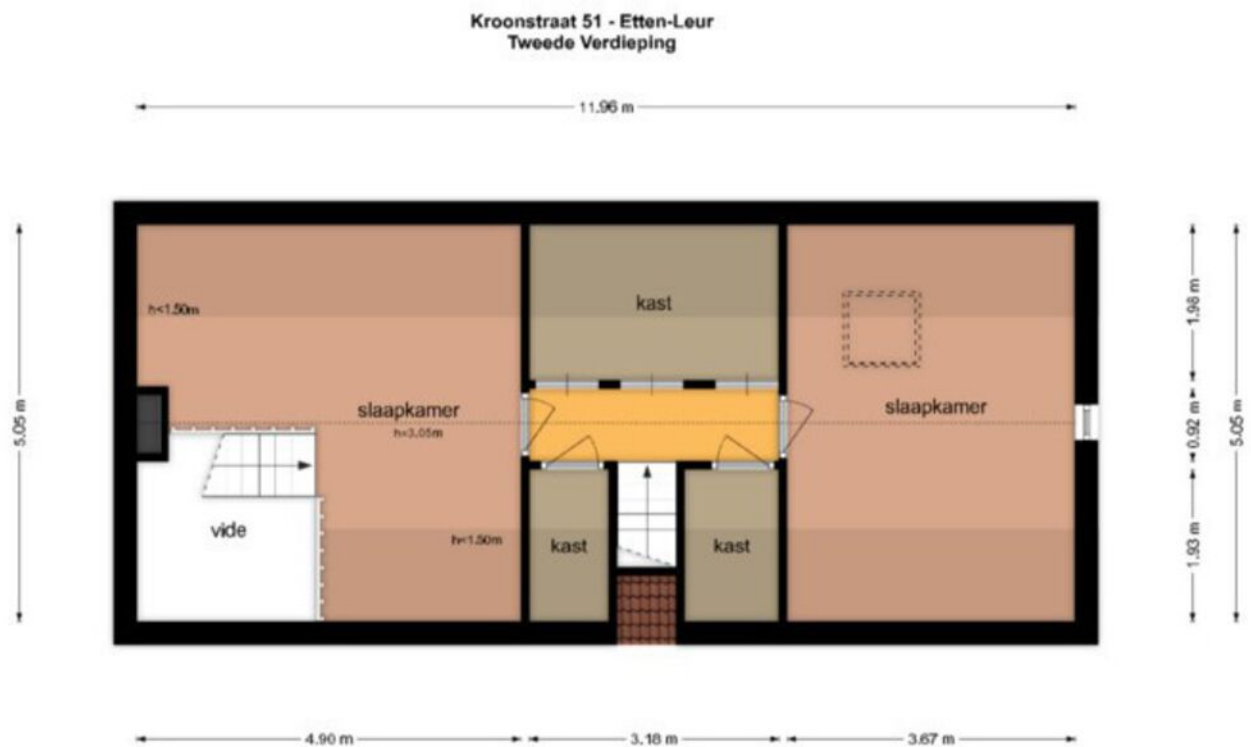 Kroonstraat 51 - Etten-Leur
Tweede Verdieping
11.96 m
h<1.50m
kast
1.98 m
slaapkamer
slaapkamer
h=3.05m
5.05 m
0.92 m
5.05 m
vide
h<1.50m
kast
kast
1.93 m
4.90 m
3.18 m
3.67 m